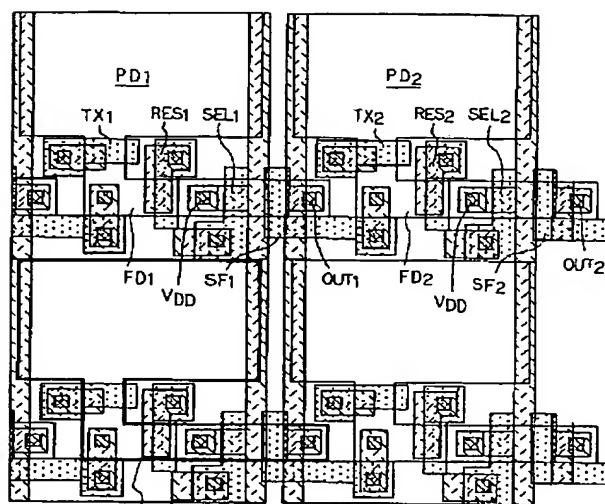 PD1 PD2
TX1 RES1 SEL1 TX2 RES2 SEL2
FD1 VDD SF1 OUT1 FD2 VDD SF2 OUT2